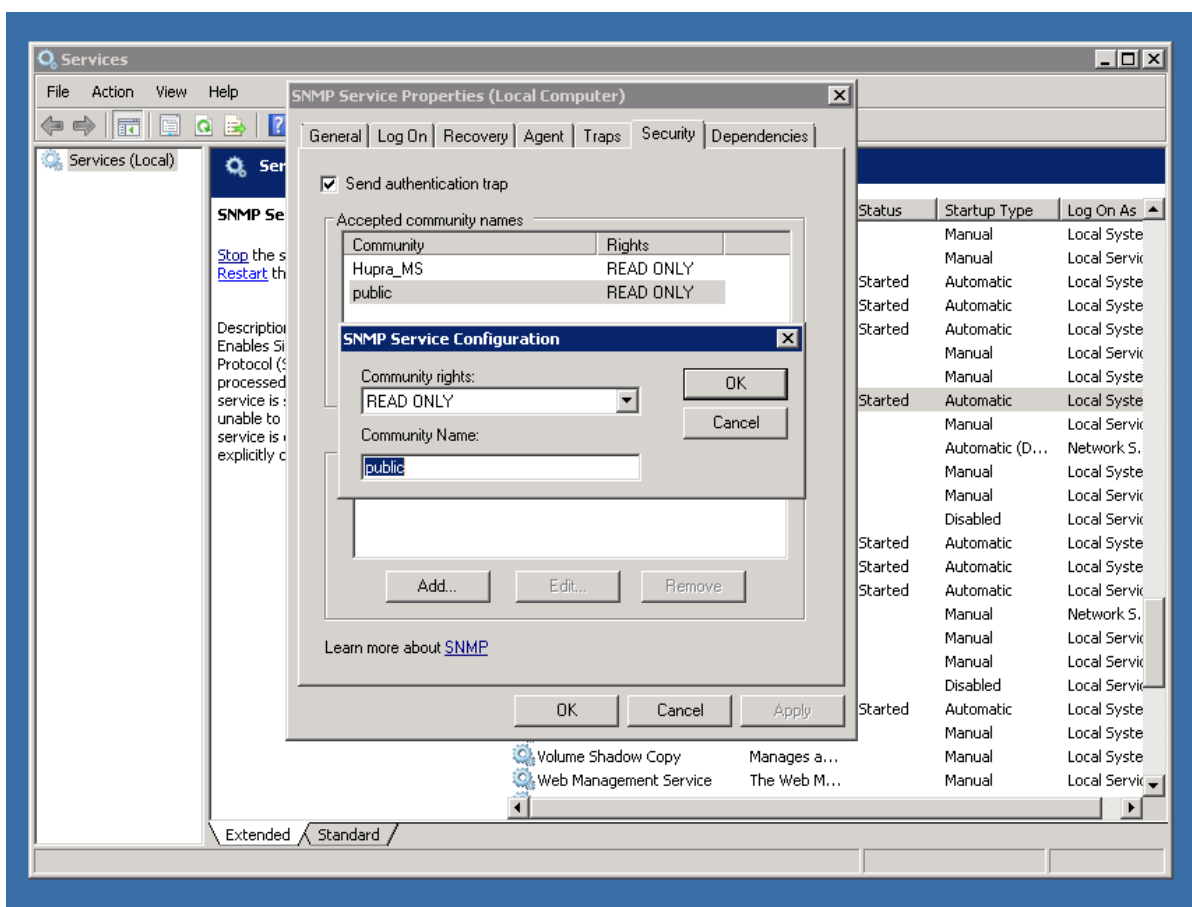 Services
File Action View Help
Services (Local)
Ser
SNMP Se
Stop the s
Restart th
Description
Enables Si
Protocol (S
processed
service is s
unable to
service is
explicitly c
SNMP Service Properties (Local Computer)
General Log On Recovery Agent Traps Security Dependencies
Send authentication trap
Accepted community names
Community Rights
Hupra_MS READ ONLY
public READ ONLY
SNMP Service Configuration
Community rights:
READ ONLY
OK
Cancel
Community Name:
public
Add... Edit... Remove
Learn more about SNMP
OK Cancel Apply
Status Startup Type Log On As
Manual Local Syste
Manual Local Servic
Started Automatic Local Syste
Started Automatic Local Syste
Started Automatic Local Syste
Manual Local Servic
Manual Local Syste
Started Automatic Local Syste
Manual Local Servic
Automatic (D... Network S.
Manual Local Syste
Manual Local Servic
Disabled Local Servic
Started Automatic Local Syste
Started Automatic Local Syste
Started Automatic Local Servic
Manual Network S.
Manual Local Servic
Manual Local Servic
Disabled Local Servic
Started Automatic Local Syste
Manual Local Syste
Volume Shadow Copy Manages a... Manual Local Syste
Web Management Service The Web M... Manual Local Servic
Extended Standard